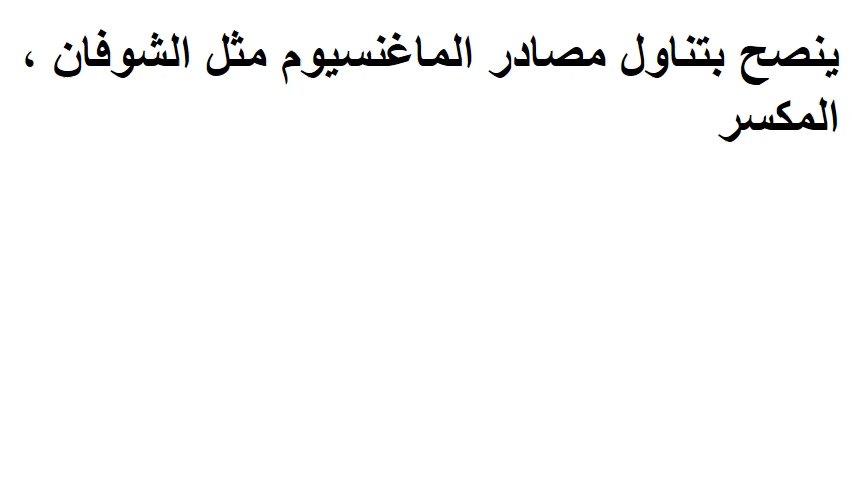 ينصح بتناول مصادر الماغنسيوم مثل الشوفان ،
المكسر